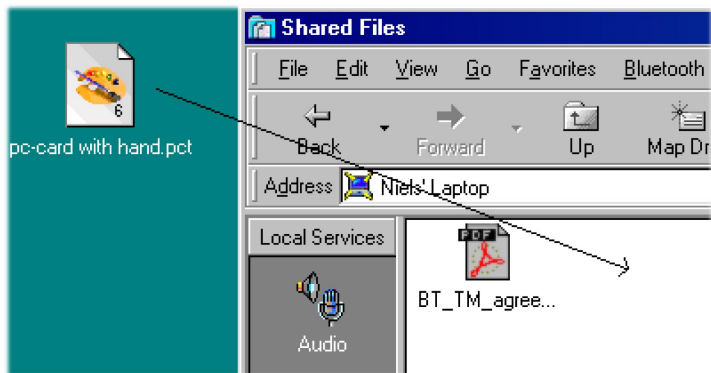 Shared Files
File Edit View Go Favorites Bluetooth
6
pc-card with hand.pct
Back Forward Up Map Dr
Address Niels' Laptop
Local Services
PDF
BT_TM_agree...
Audio